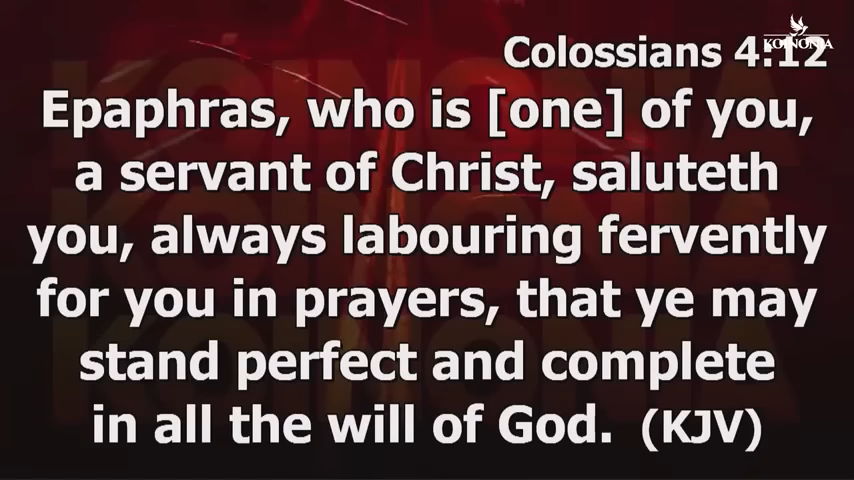 KOINONIA
Colossians 4:12
Epaphras, who is [one] of you,
a servant of Christ, saluteth
you, always labouring fervently
for you in prayers, that ye may
stand perfect and complete
in all the will of God. (KJV)